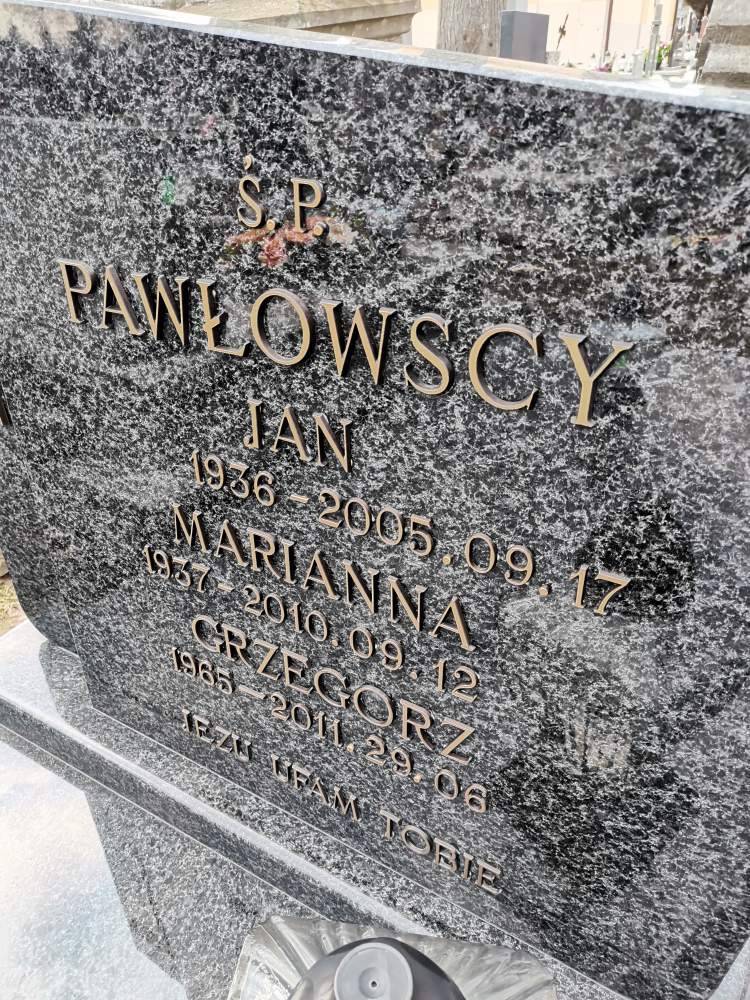 Ś.P.
PAWŁOWSCY
JAN
1936-2005.09.17
MARIANNA
1937-2010.09.12
GRZEGORZ
1965-2011.29.06
JEZU UFAM TOBIE